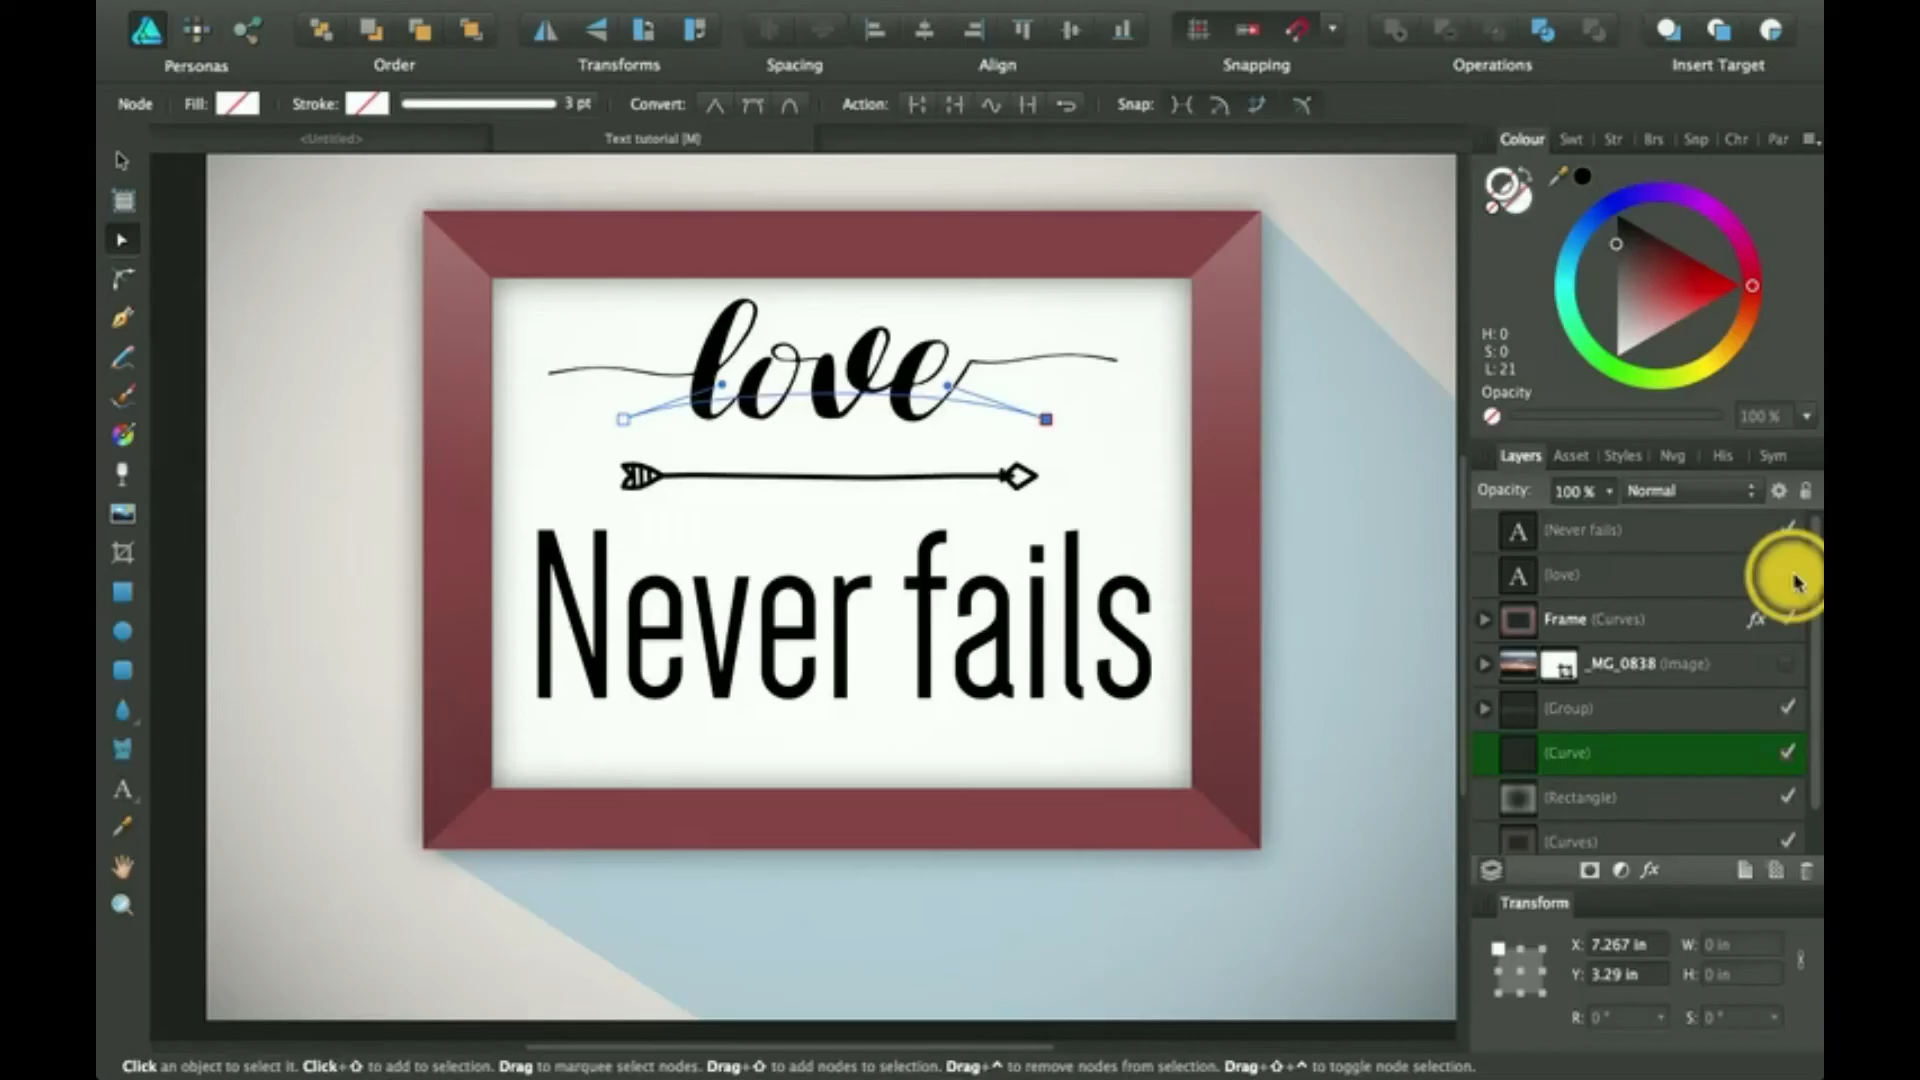 Personas Order Transforms Spacing Align Snapping Operations Insert Target
Node Fill: Stroke: 3 pt Convert: Action: Snap:
<Untitled> Text tutorial [M]
Colour Swt Str Brs Snp Chr Par
H: 0
S: 0
L: 21
Opacity
100 %
love
Never fails
Layers Asset Styles Nvg His Sym
Opacity: 100 % Normal
A (Never fails)
A (love)
Frame (Curves) fx
_MG_0838 (Image)
(Group)
(Curve)
(Rectangle)
(Curves)
fx
Transform
X: 7.267 in W: 0 in
Y: 3.29 in H: 0 in
R: 0 ° S: 0 °
Click an object to select it. Click+⇧ to add to selection. Drag to marquee select nodes. Drag+⇧ to add nodes to selection. Drag+^ to remove nodes from selection. Drag+⇧+^ to toggle node selection.